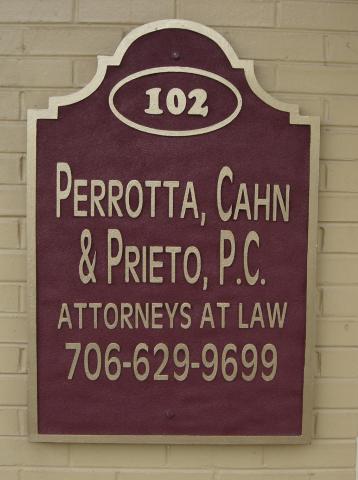 102
PERROTTA, CAHN
& PRIETO, P.C.
ATTORNEYS AT LAW
706-629-9699